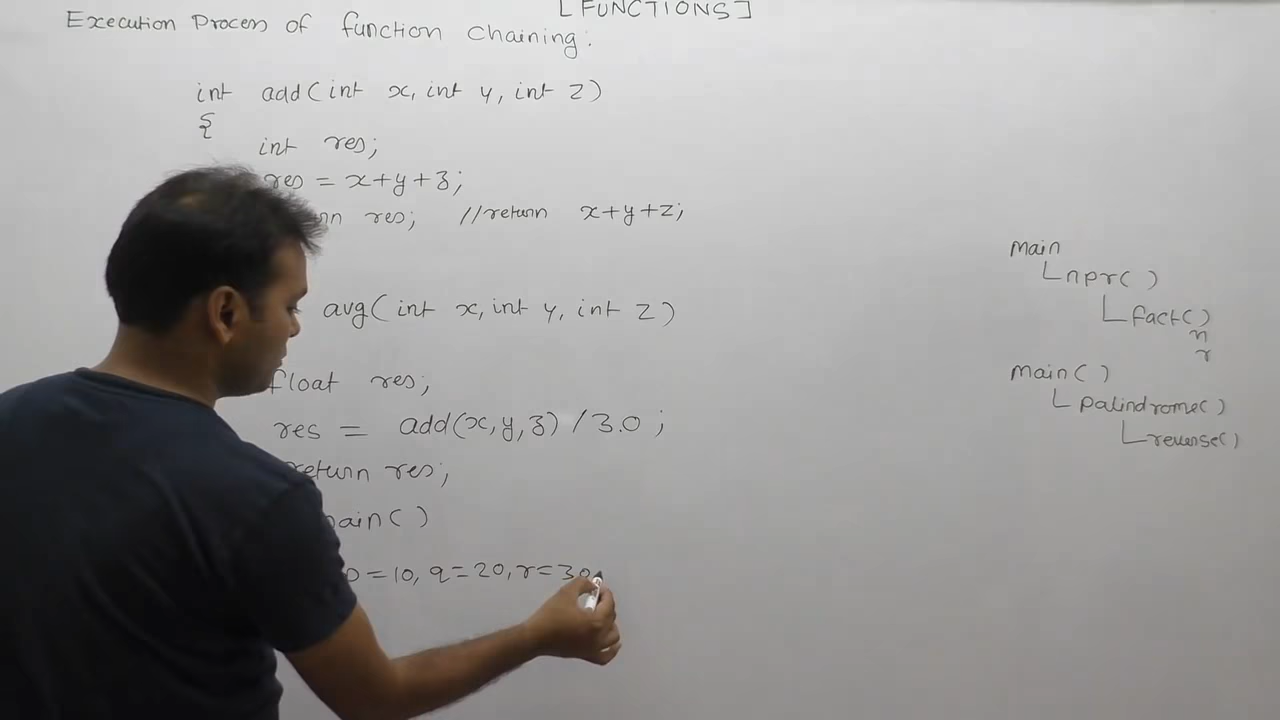 [FUNCTIONS]
Execution Process of function chaining:
int add(int x, int y, int z)
{
int res;
res = x+y+z;
res; //return x+y+z;
avg(int x, int y, int z)
float res;
res = add(x,y,z) / 3.0 ;
return res;
main()
=10, q=20, r=30
main
npr()
fact()
n
r
main()
palindrome()
reverse()